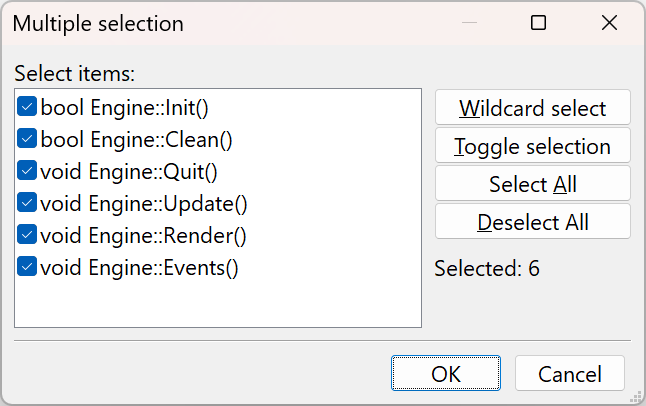 Multiple selection
Select items:
bool Engine::Init()
bool Engine::Clean()
void Engine::Quit()
void Engine::Update()
void Engine::Render()
void Engine::Events()
Wildcard select
Toggle selection
Select All
Deselect All
Selected: 6
OK
Cancel